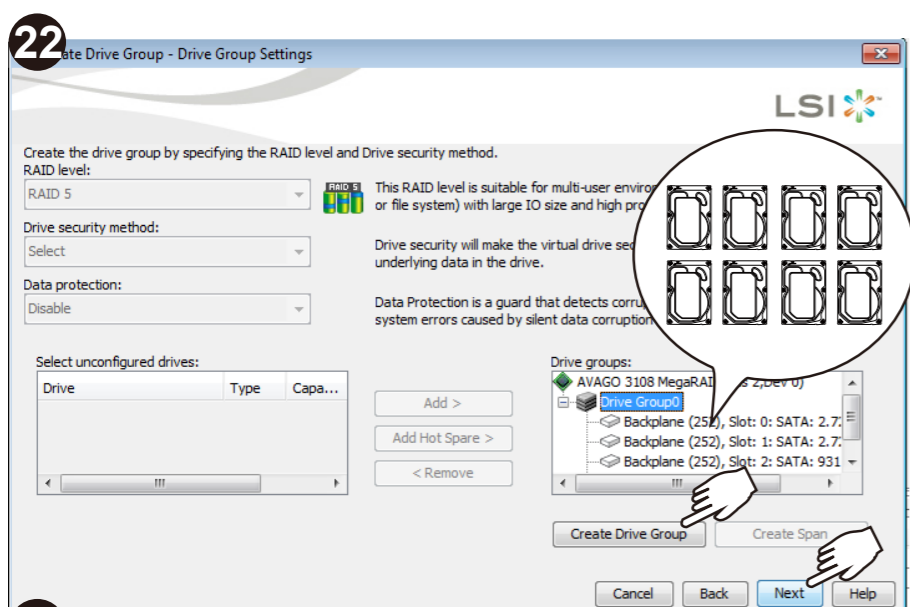 22
ate Drive Group - Drive Group Settings
LSI
Create the drive group by specifying the RAID level and Drive security method.
RAID level:
RAID 5
RAID 5
This RAID level is suitable for multi-user enviro
or file system) with large IO size and high pro
Drive security method:
Select
Drive security will make the virtual drive sec
underlying data in the drive.
Data protection:
Disable
Data Protection is a guard that detects corru
system errors caused by silent data corruption
Select unconfigured drives:
Drive Type Capa...
Add >
Add Hot Spare >
< Remove
Drive groups:
AVAGO 3108 MegaRAI s 2,Dev 0)
Drive Group0
Backplane (252), Slot: 0: SATA: 2.7
Backplane (252), Slot: 1: SATA: 2.7
Backplane (252), Slot: 2: SATA: 931
Create Drive Group Create Span
Cancel Back Next Help